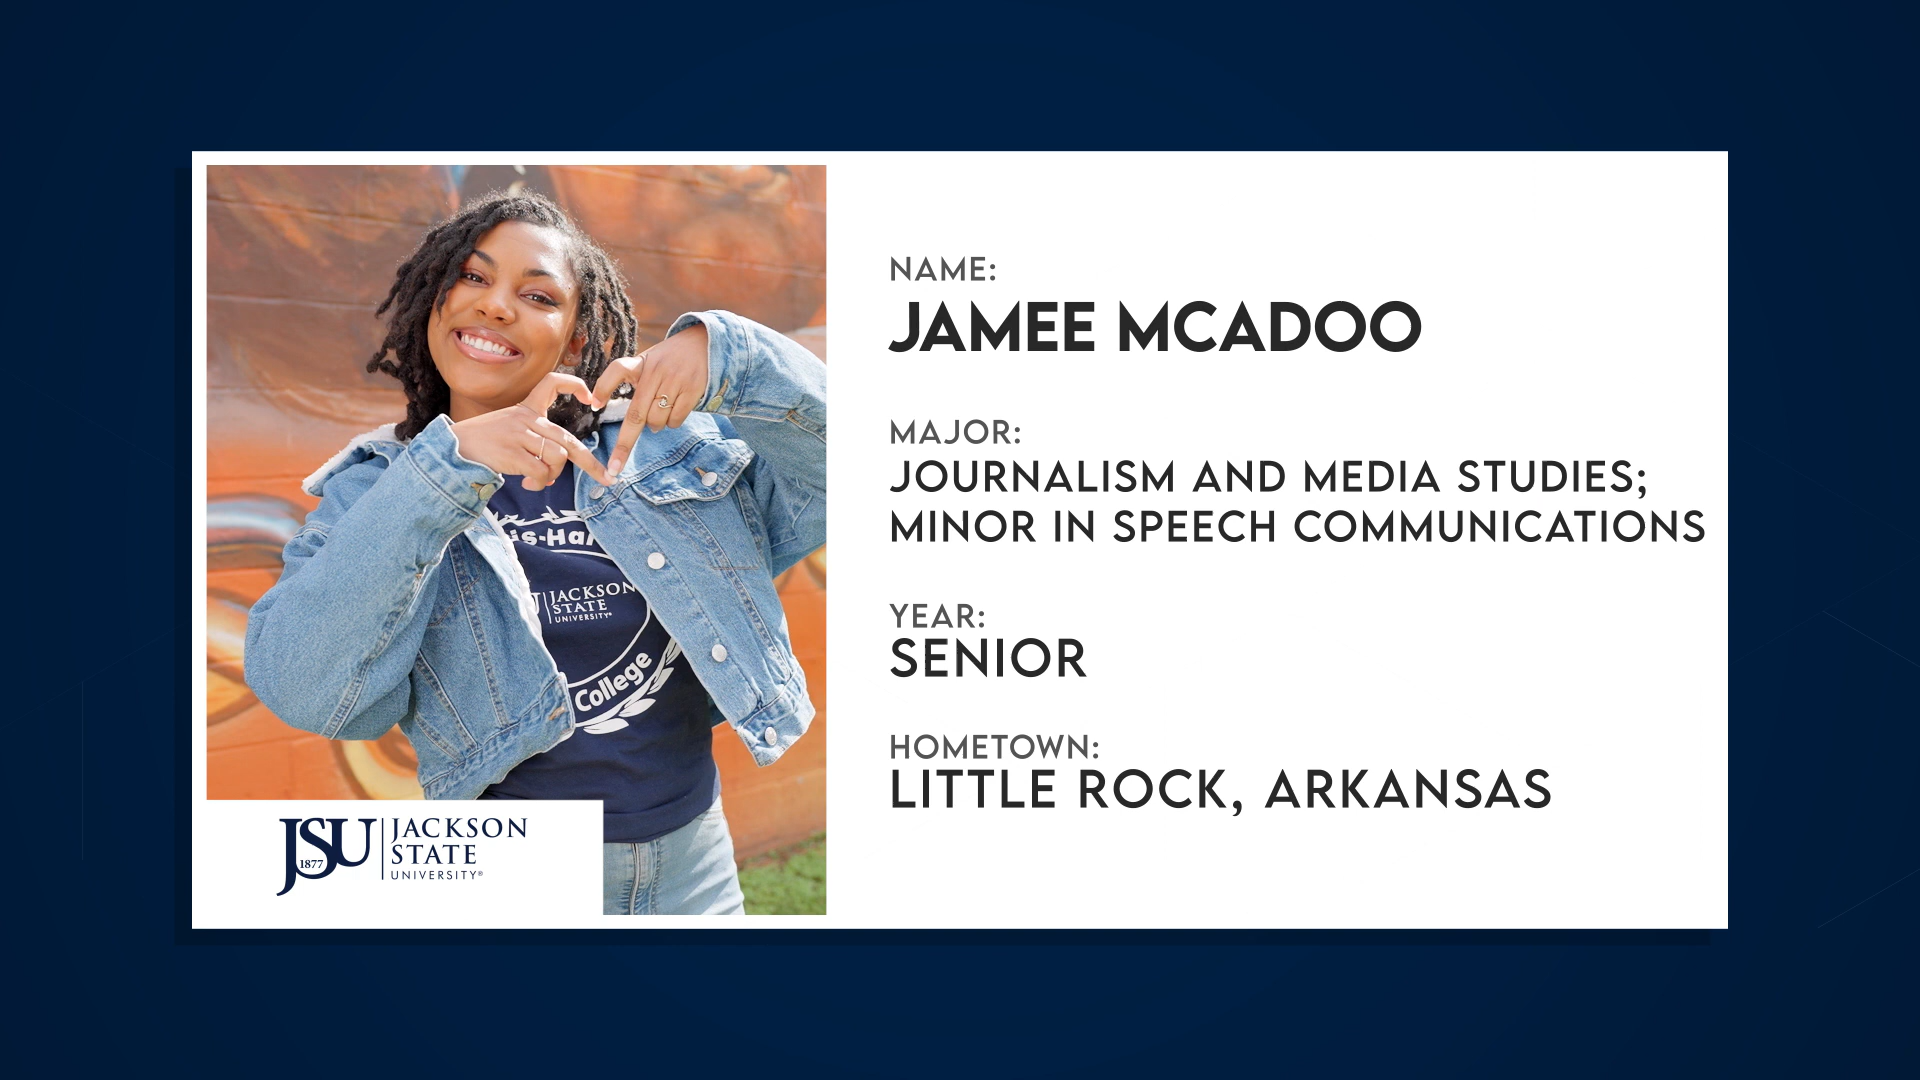 NAME:
JAMEE MCADOO
MAJOR:
JOURNALISM AND MEDIA STUDIES;
MINOR IN SPEECH COMMUNICATIONS
YEAR:
SENIOR
HOMETOWN:
LITTLE ROCK, ARKANSAS
JACKSON
STATE
UNIVERSITY®
College
JSU
1877
JACKSON
STATE
UNIVERSITY®